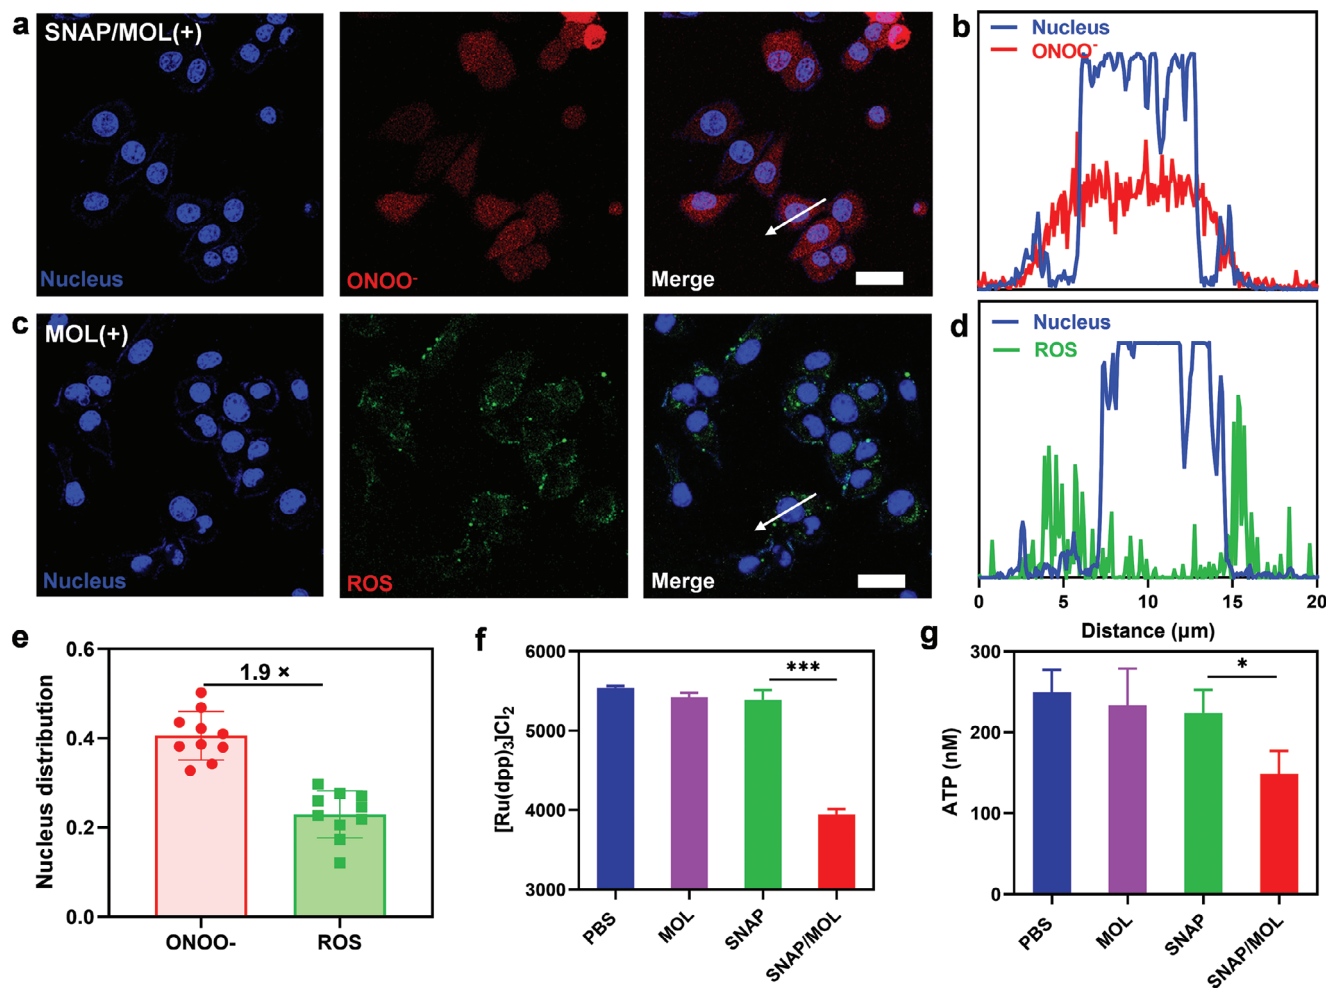 a
SNAP/MOL(+)
Nucleus
ONOO-
Merge
b
Nucleus
ONOO-
c
MOL(+)
Nucleus
ROS
Merge
d
Nucleus
ROS
0 5 10 15 20
Distance (μm)
e
Nucleus distribution
0.6
0.4
0.2
0.0
1.9 ×
ONOO- ROS
f
[Ru(dpp)3]Cl2
6000
5000
4000
3000
***
PBS MOL SNAP SNAP/MOL
g
ATP (nM)
300
200
100
0
*
PBS MOL SNAP SNAP/MOL